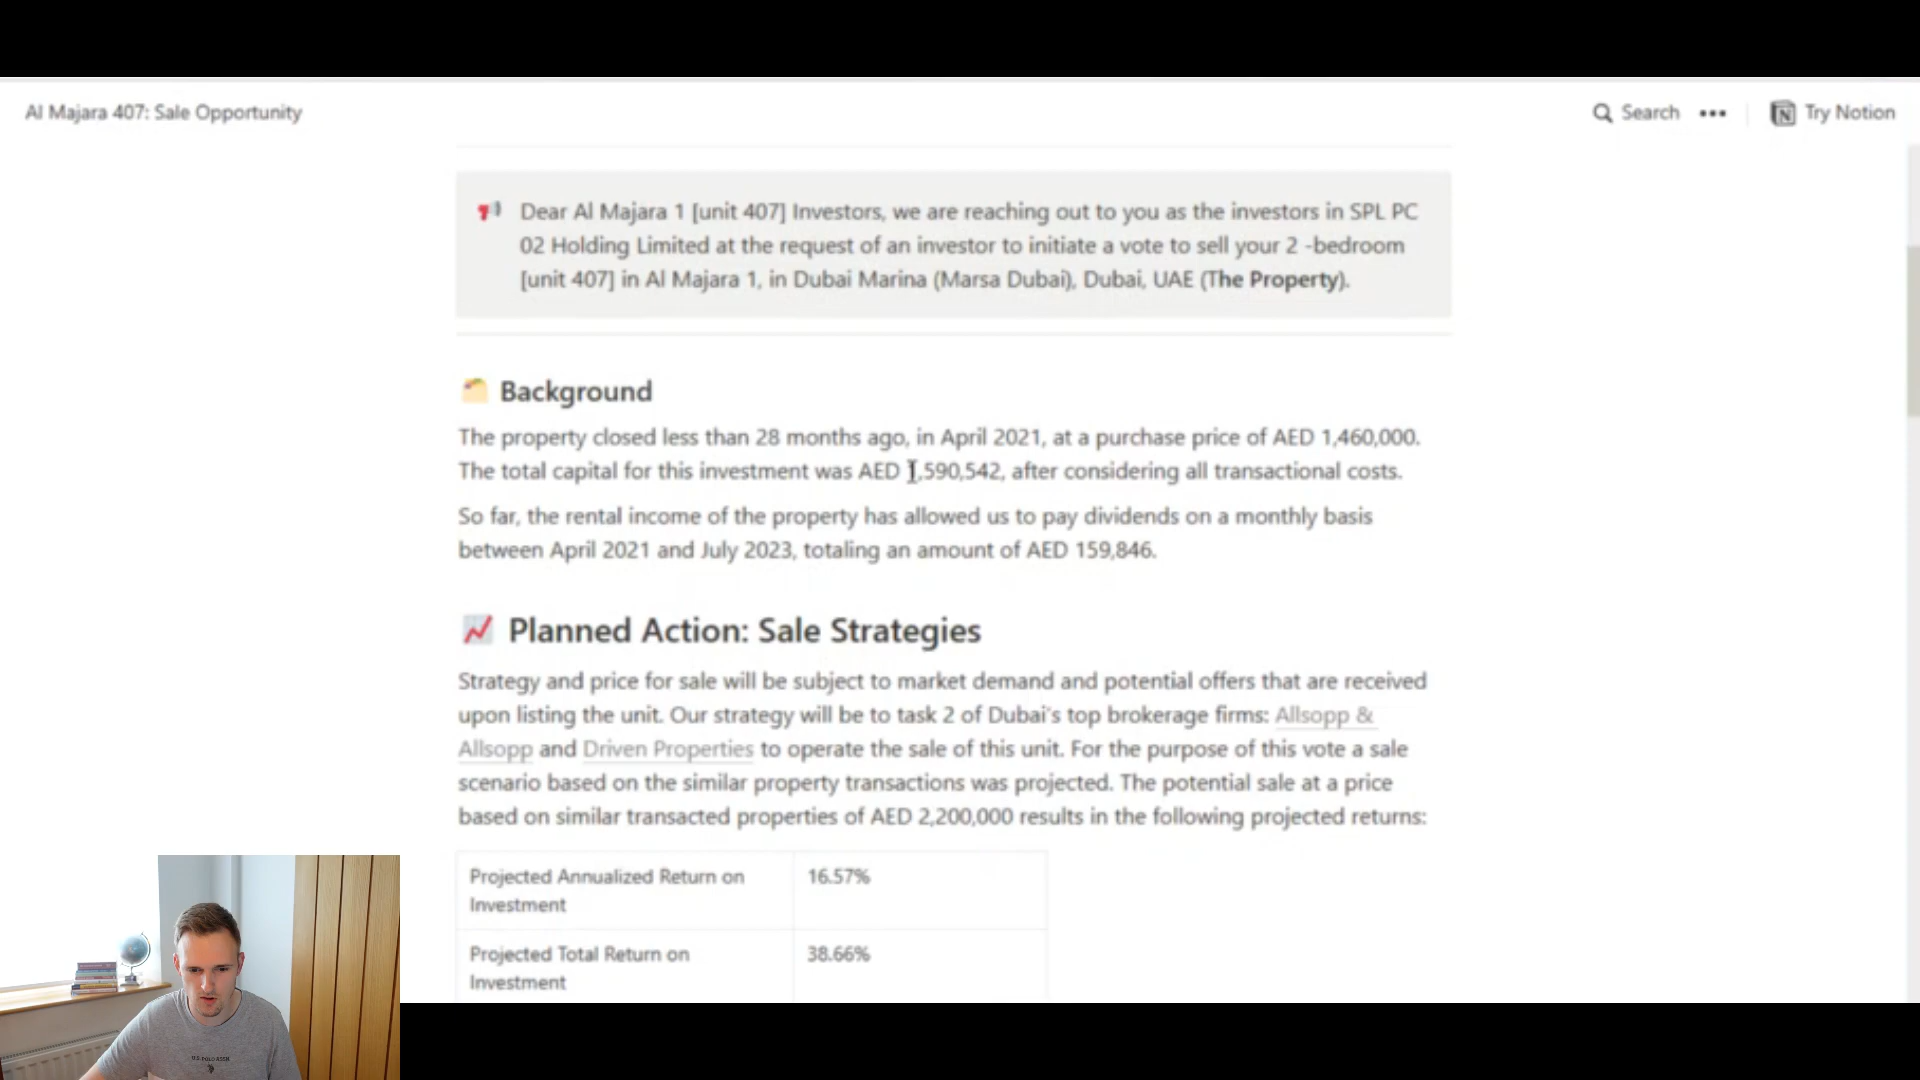 Al Majara 407: Sale Opportunity
Search
Try Notion
Dear Al Majara 1 [unit 407] Investors, we are reaching out to you as the investors in SPL PC
02 Holding Limited at the request of an investor to initiate a vote to sell your 2 -bedroom
[unit 407] in Al Majara 1, in Dubai Marina (Marsa Dubai), Dubai, UAE (The Property).
Background
The property closed less than 28 months ago, in April 2021, at a purchase price of AED 1,460,000.
The total capital for this investment was AED 1,590,542, after considering all transactional costs.
So far, the rental income of the property has allowed us to pay dividends on a monthly basis
between April 2021 and July 2023, totaling an amount of AED 159,846.
Planned Action: Sale Strategies
Strategy and price for sale will be subject to market demand and potential offers that are received
upon listing the unit. Our strategy will be to task 2 of Dubai's top brokerage firms: Allsopp &
Allsopp and Driven Properties to operate the sale of this unit. For the purpose of this vote a sale
scenario based on the similar property transactions was projected. The potential sale at a price
based on similar transacted properties of AED 2,200,000 results in the following projected returns:
Projected Annualized Return on
Investment
16.57%
Projected Total Return on
Investment
38.66%
U.S. POLO ASSN.